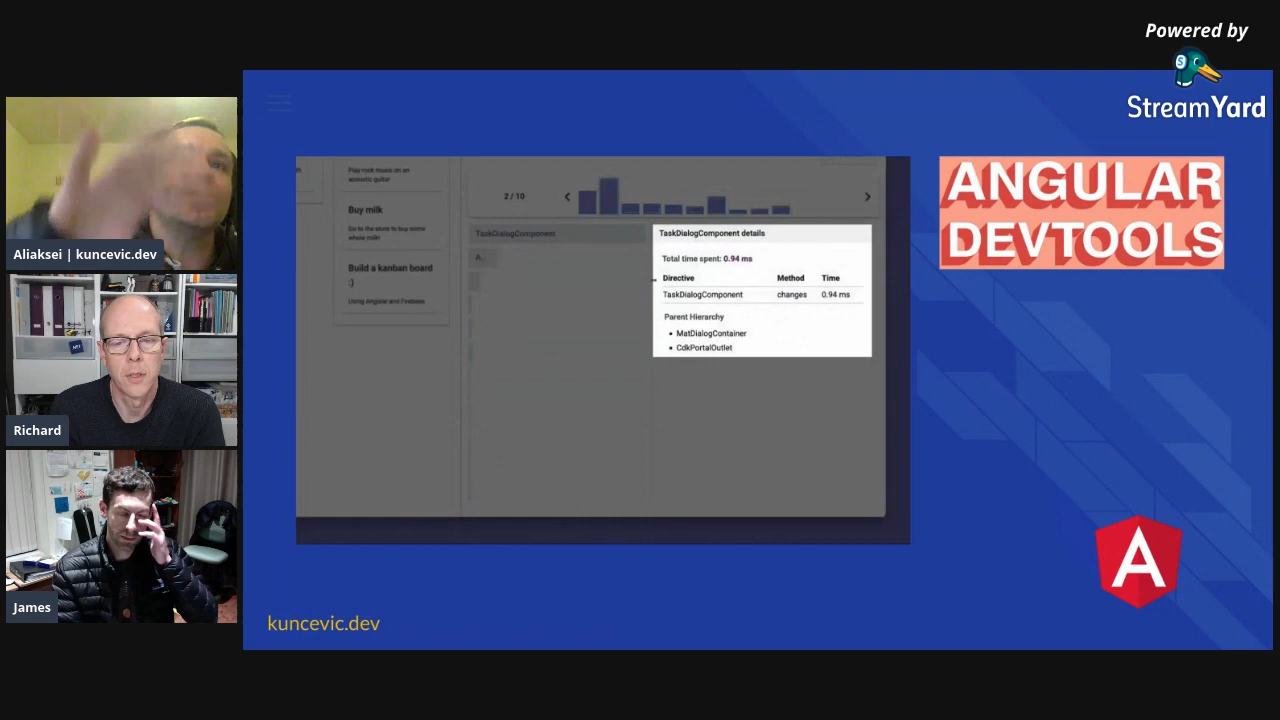 Powered by
StreamYard
Aliaksei | kuncevic.dev
Richard
James
Play rock music on an
acoustic guitar
Buy milk
Go to the store to buy some
whole milk!
Build a kanban board
:)
Using Angular and Firebase
2 / 10
TaskDialogComponent
A..
TaskDialogComponent details
Total time spent: 0.94 ms
Directive Method Time
TaskDialogComponent changes 0.94 ms
Parent Hierarchy
• MatDialogContainer
• CdkPortalOutlet
ANGULAR
DEVTOOLS
A
kuncevic.dev